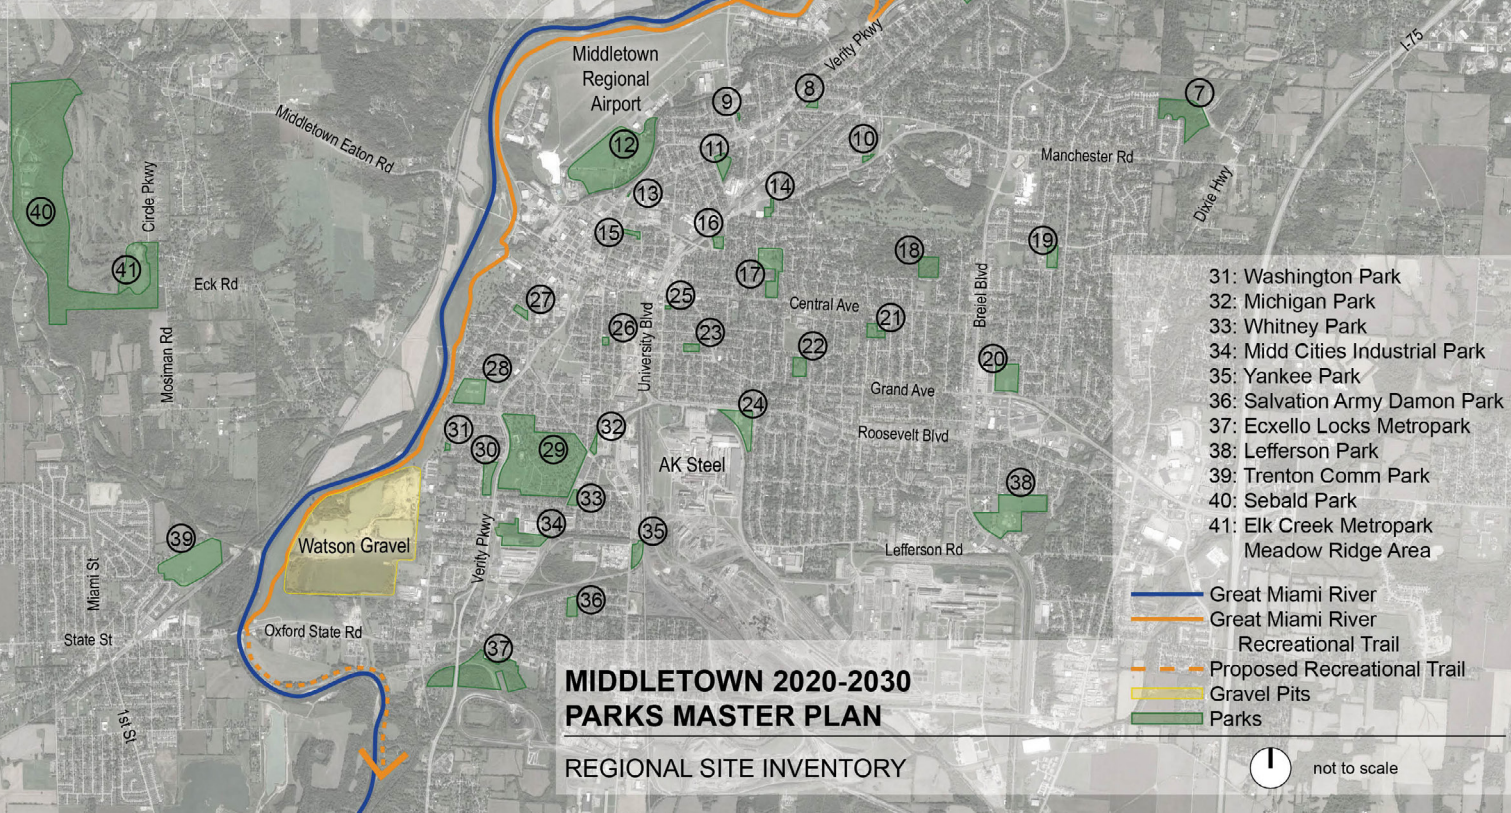 I-75
Verity Pkwy
Middletown
Regional
Airport
8
7
9
Middletown Eaton Rd
10
12
11
Manchester Rd
14
13
Circle Pkwy
Dixie Hwy
40
16
15
18
19
41
17
Eck Rd
25
27
Central Ave
Breiel Blvd
21
26
23
University Blvd
22
Mosiman Rd
28
20
Grand Ave
24
31
32
Roosevelt Blvd
30
29
AK Steel
38
33
34
35
39
Watson Gravel
Verity Pkwy
Lefferson Rd
Miami St
36
Oxford State Rd
State St
37
1st St
31: Washington Park
32: Michigan Park
33: Whitney Park
34: Midd Cities Industrial Park
35: Yankee Park
36: Salvation Army Damon Park
37: Ecxello Locks Metropark
38: Lefferson Park
39: Trenton Comm Park
40: Sebald Park
41: Elk Creek Metropark
Meadow Ridge Area
Great Miami River
Great Miami River
Recreational Trail
Proposed Recreational Trail
Gravel Pits
Parks
MIDDLETOWN 2020-2030
PARKS MASTER PLAN
REGIONAL SITE INVENTORY
not to scale